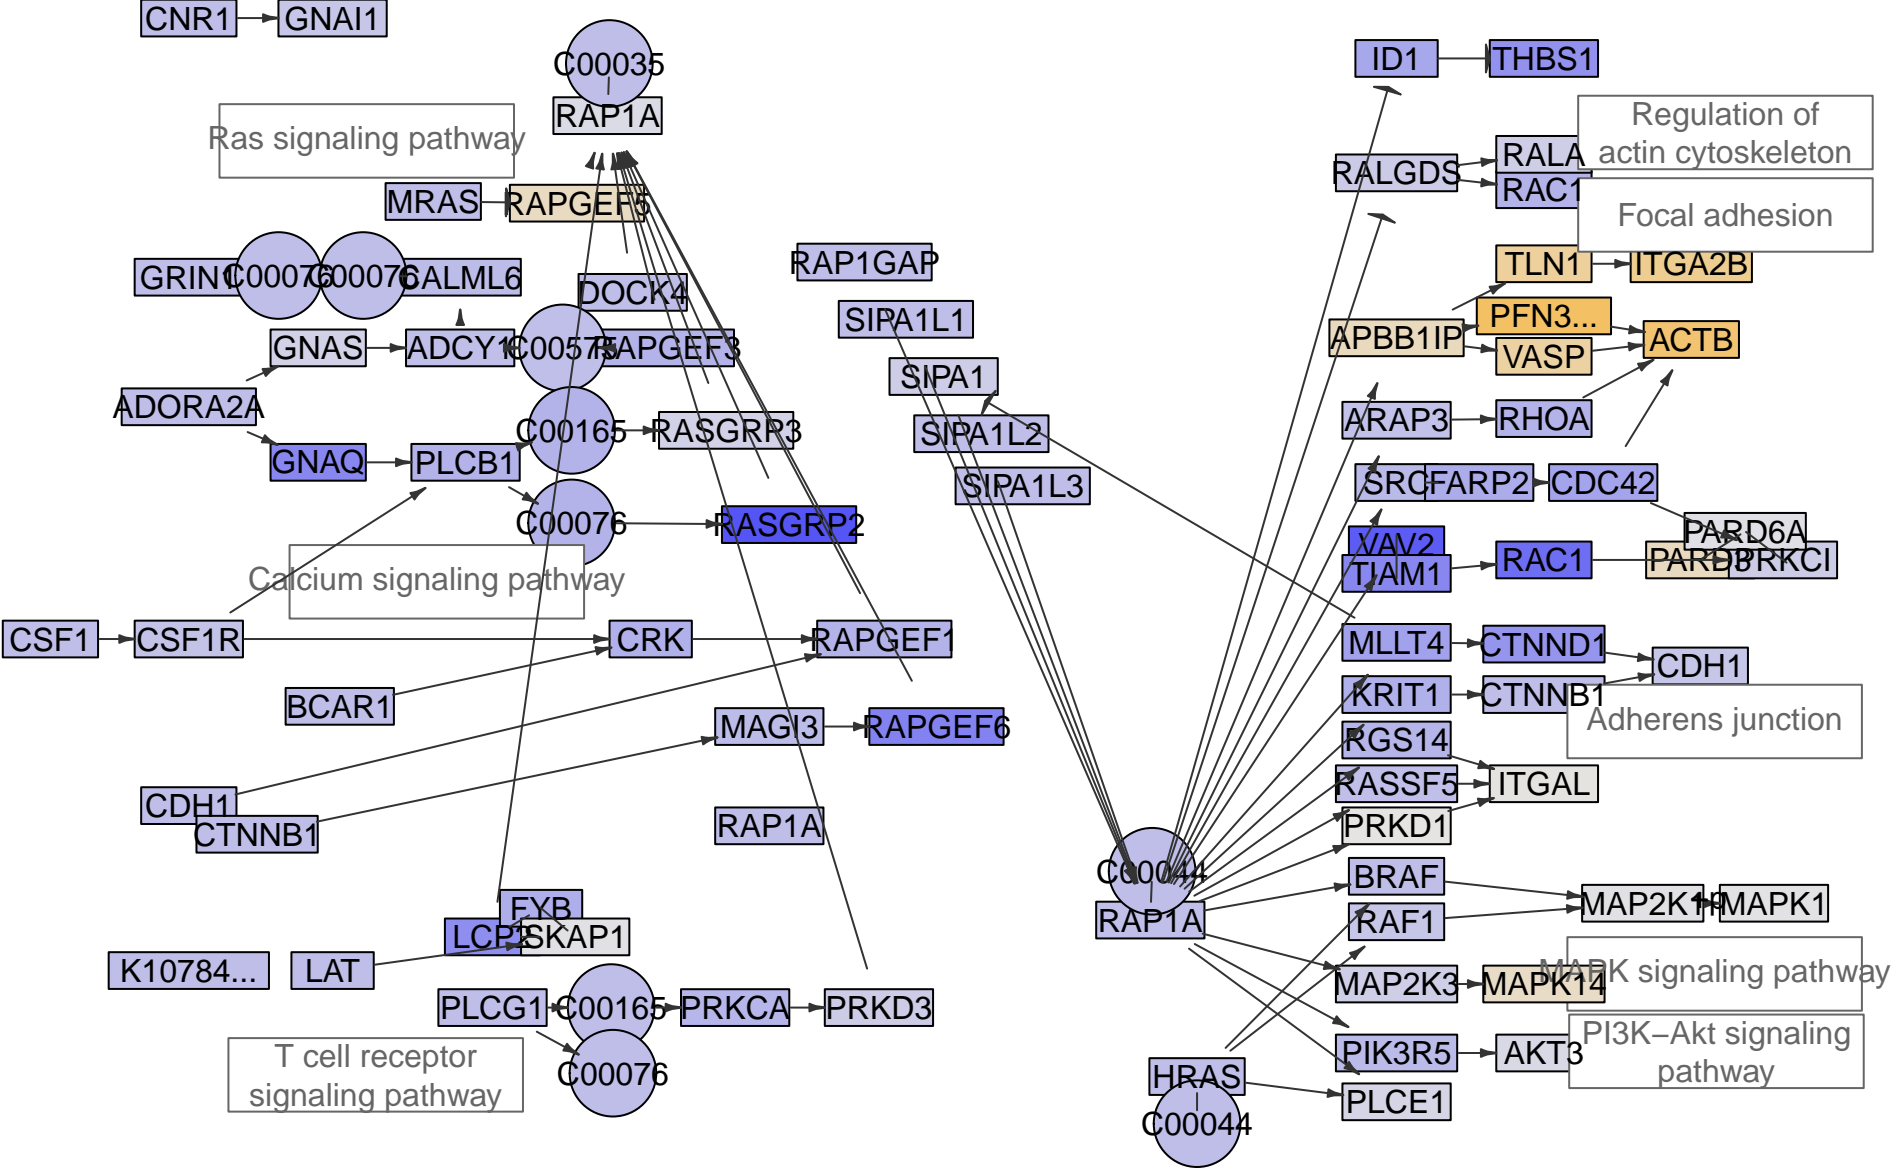 CNR1
GNAI1
C00035
RAP1A
Ras signaling pathway
MRAS
RAPGEF5
GRIN1
C00076
C00076
CALML6
DOCK4
GNAS
ADCY1
C00575
RAPGEF3
ADORA2A
C00165
RASGRP3
GNAQ
PLCB1
C00076
RASGRP2
Calcium signaling pathway
CSF1
CSF1R
CRK
RAPGEF1
BCAR1
MAGI3
RAPGEF6
CDH1
CTNNB1
RAP1A
FYB
LCP2
SKAP1
K10784...
LAT
PLCG1
C00165
PRKCA
PRKD3
T cell receptor
signaling pathway
C00076
RAP1GAP
SIPA1L1
SIPA1
SIPA1L2
SIPA1L3
C00044
RAP1A
HRAS
C00044
ID1
THBS1
Regulation of
actin cytoskeleton
RALGDS
RALA
RAC1
Focal adhesion
TLN1
ITGA2B
APBB1IP
PFN3...
VASP
ACTB
ARAP3
RHOA
SRC
FARP2
CDC42
VAV2
TIAM1
RAC1
PARD6A
PARD3
PRKCI
MLLT4
CTNND1
CDH1
KRIT1
CTNNB1
Adherens junction
RGS14
RASSF5
ITGAL
PRKD1
BRAF
RAF1
MAP2K1
+p
MAPK1
MAPK signaling pathway
MAP2K3
MAPK14
PIK3R5
AKT3
PI3K−Akt signaling
pathway
PLCE1